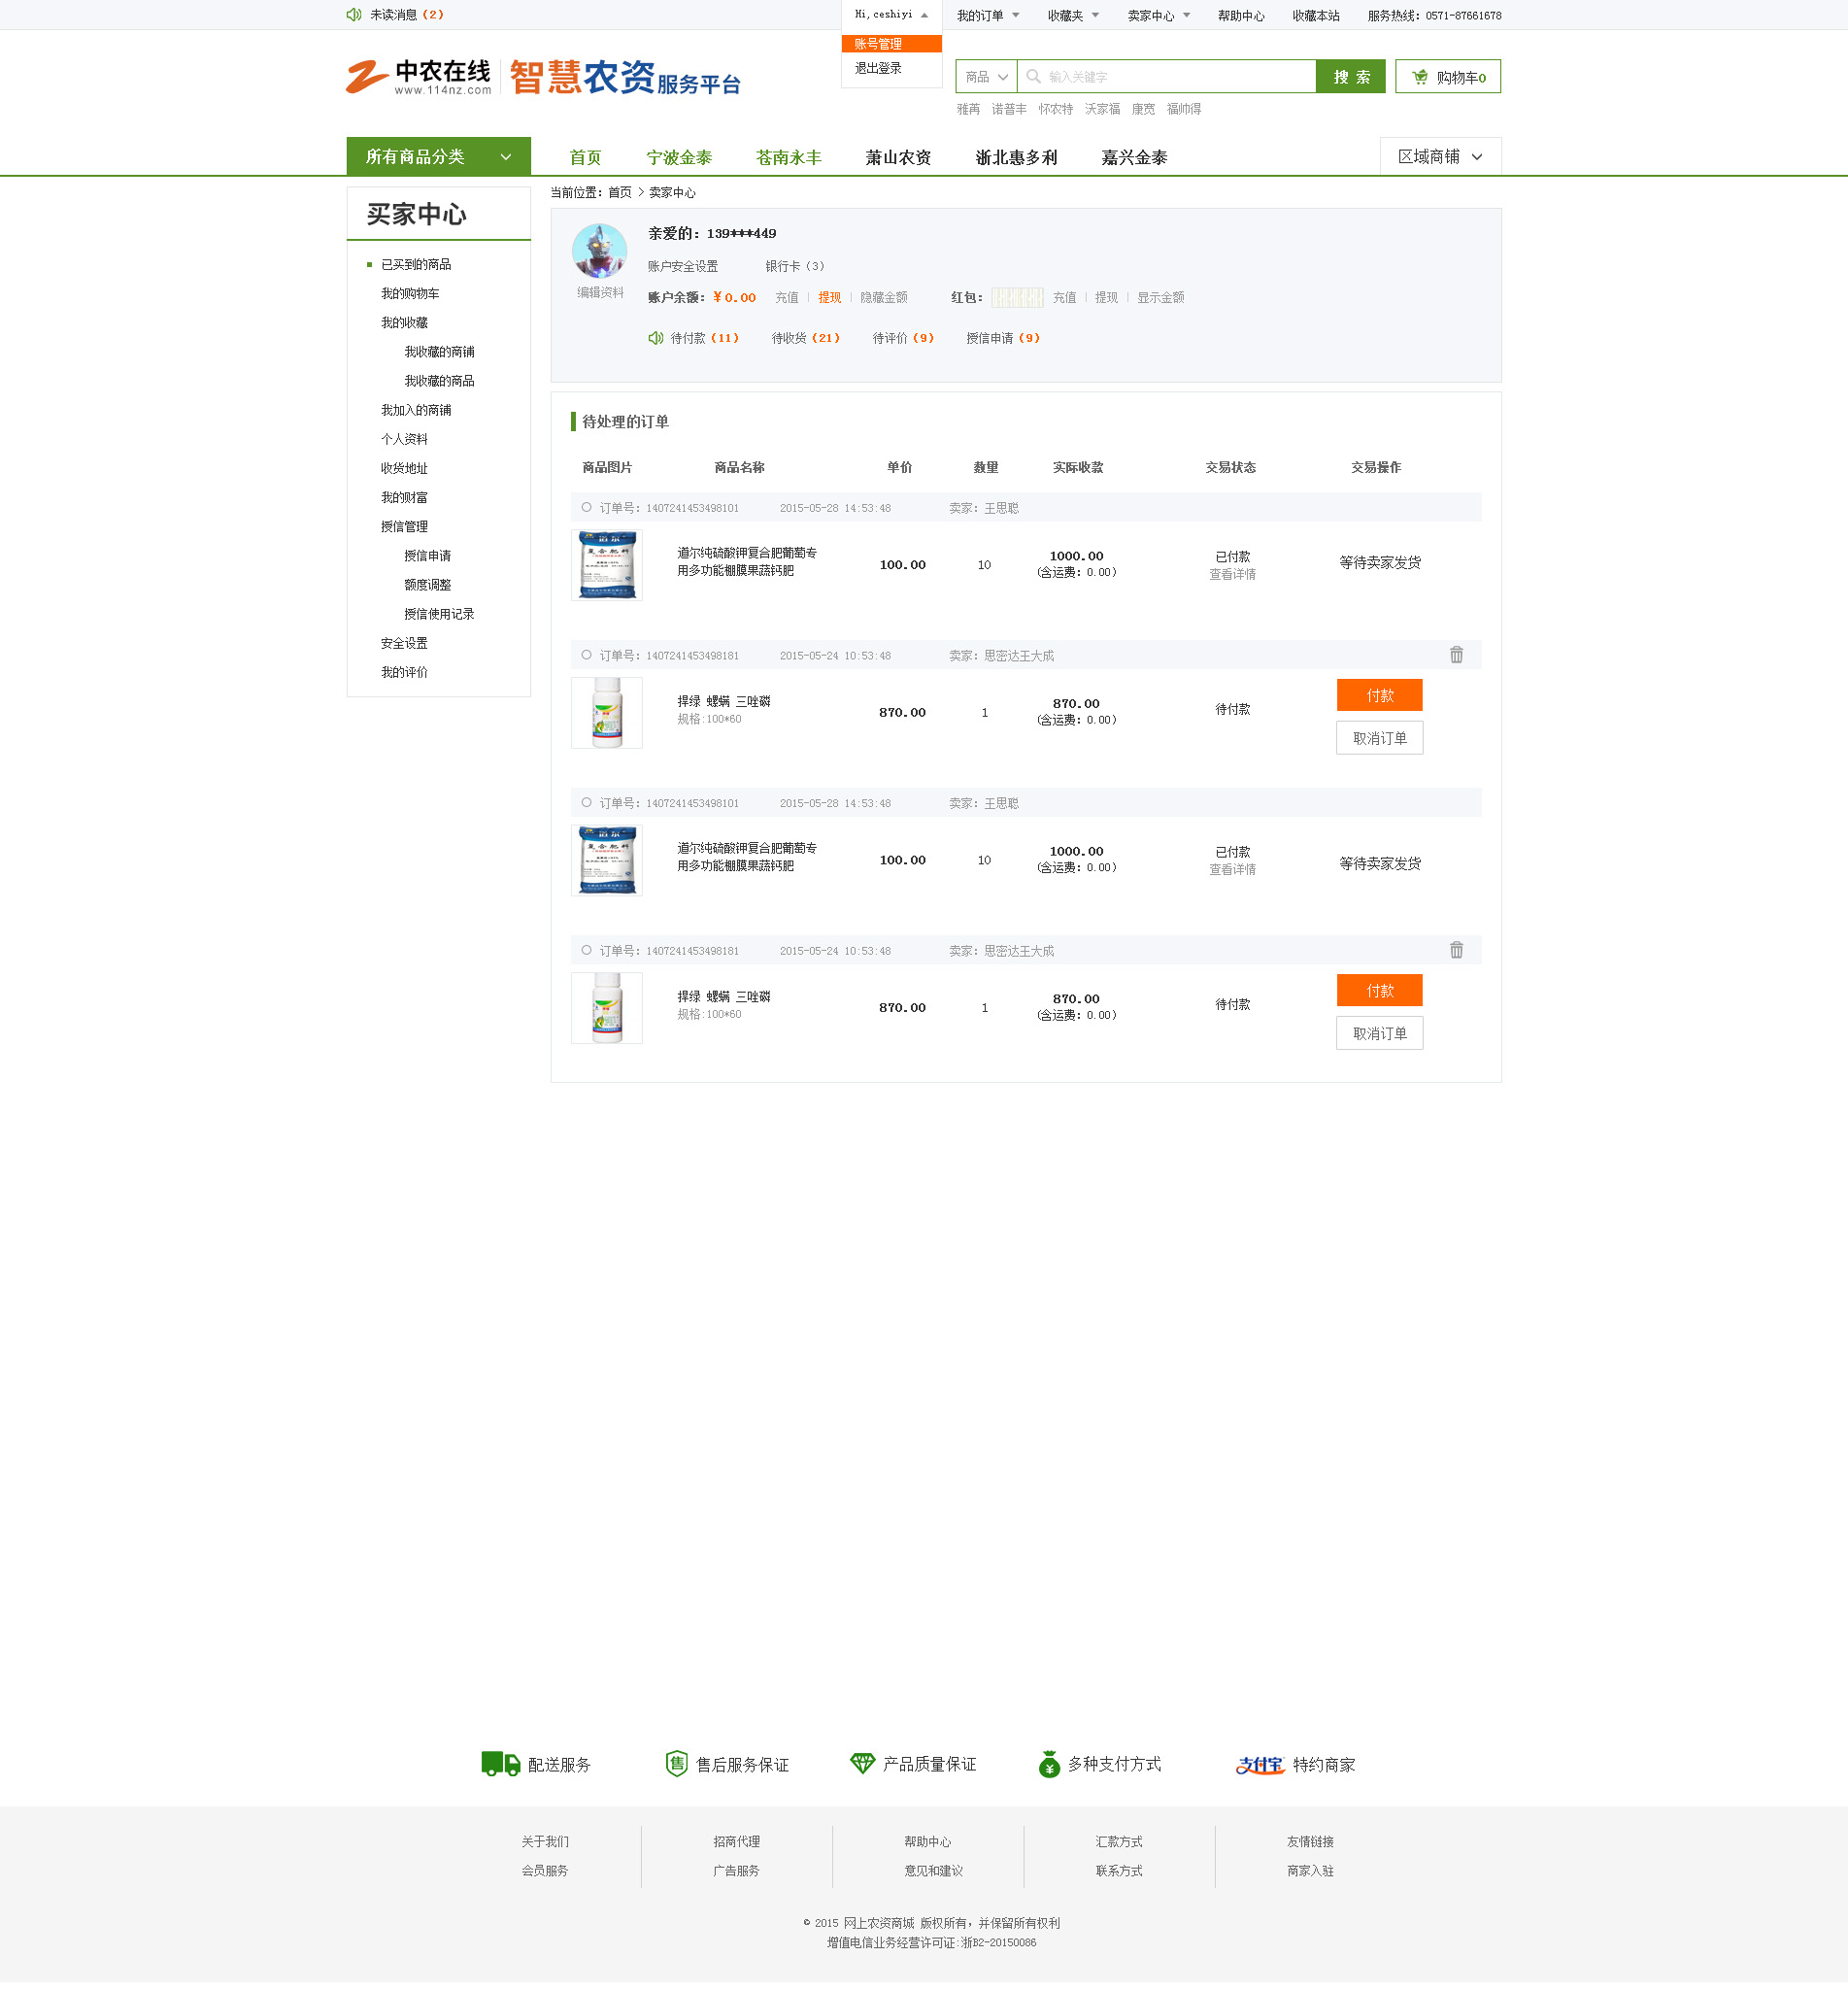 未读消息（2）
Hi,ceshiyi
我的订单 收藏夹 卖家中心 帮助中心 收藏本站 服务热线：0571-87661678
账号管理
退出登录
中农在线
www.114nz.com
智慧农资服务平台
商品 输入关键字 搜 索 购物车0
雅苒 诺普丰 怀农特 沃家福 康宽 福帅得
所有商品分类 首页 宁波金泰 苍南永丰 萧山农资 浙北惠多利 嘉兴金泰 区域商铺
当前位置：首页 > 卖家中心
买家中心
已买到的商品
我的购物车
我的收藏
我收藏的商铺
我收藏的商品
我加入的商铺
个人资料
收货地址
我的财富
授信管理
授信申请
额度调整
授信使用记录
安全设置
我的评价
亲爱的：139***449
账户安全设置 银行卡（3）
编辑资料
账户余额：¥0.00 充值 提现 隐藏金额 红包： 充值 提现 显示金额
待付款（11） 待收货（21） 待评价（9） 授信申请（9）
待处理的订单
商品图片 商品名称 单价 数量 实际收款 交易状态 交易操作
订单号：1407241453498101 2015-05-28 14:53:48 卖家：王思聪
复合肥料
道尔纯硫酸钾复合肥葡萄专
用多功能棚膜果蔬钙肥
100.00 10 1000.00
(含运费：0.00)
已付款
查看详情
等待卖家发货
订单号：1407241453498181 2015-05-24 10:53:48 卖家：思密达王大成
捍绿 螺螨 三唑磷
规格:100*60
870.00 1 870.00
(含运费：0.00)
待付款
付款
取消订单
订单号：1407241453498101 2015-05-28 14:53:48 卖家：王思聪
复合肥料
道尔纯硫酸钾复合肥葡萄专
用多功能棚膜果蔬钙肥
100.00 10 1000.00
(含运费：0.00)
已付款
查看详情
等待卖家发货
订单号：1407241453498181 2015-05-24 10:53:48 卖家：思密达王大成
捍绿 螺螨 三唑磷
规格:100*60
870.00 1 870.00
(含运费：0.00)
待付款
付款
取消订单
配送服务 售 售后服务保证 产品质量保证 ¥ 多种支付方式 支付宝 特约商家
关于我们 招商代理 帮助中心 汇款方式 友情链接
会员服务 广告服务 意见和建议 联系方式 商家入驻
© 2015 网上农资商城 版权所有，并保留所有权利
增值电信业务经营许可证:浙B2-20150086